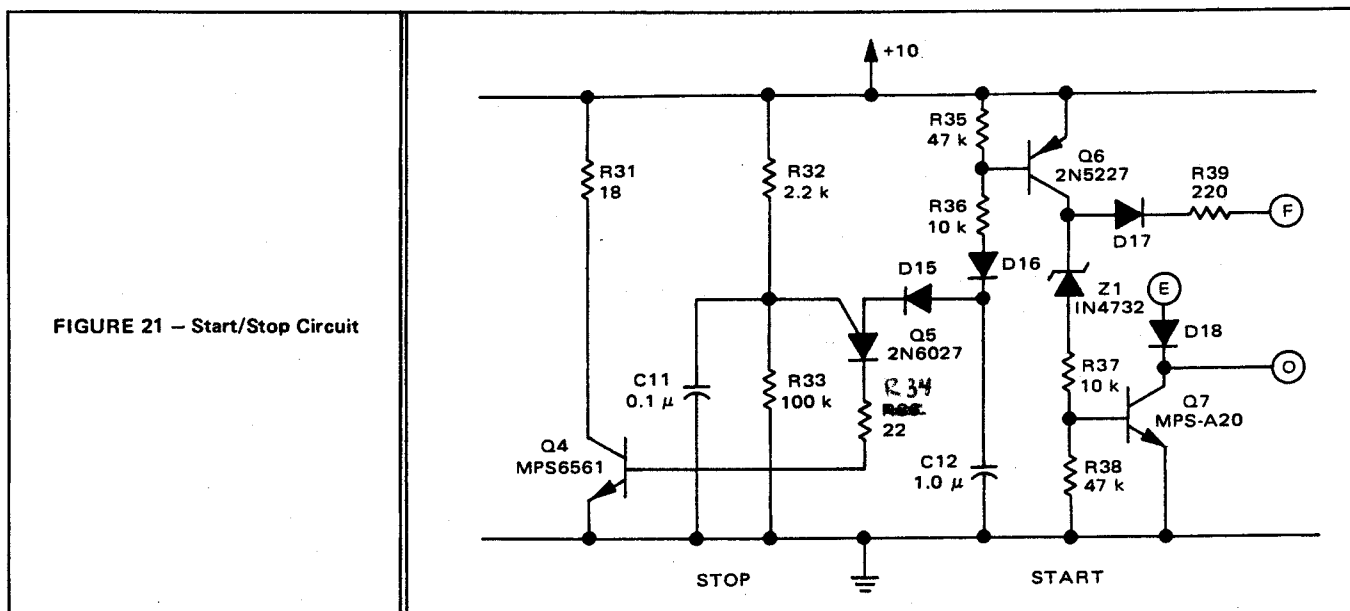 FIGURE 21 – Start/Stop Circuit
+10
R35
47 k
Q6
2N5227
R31
18
R32
2.2 k
R39
220
F
R36
10 k
D17
D15
D16
E
Z1
IN4732
D18
Q5
2N6027
C11
0.1 μ
R33
100 k
R34
22
R37
10 k
O
Q7
MPS-A20
Q4
MPS6561
C12
1.0 μ
R38
47 k
STOP
START